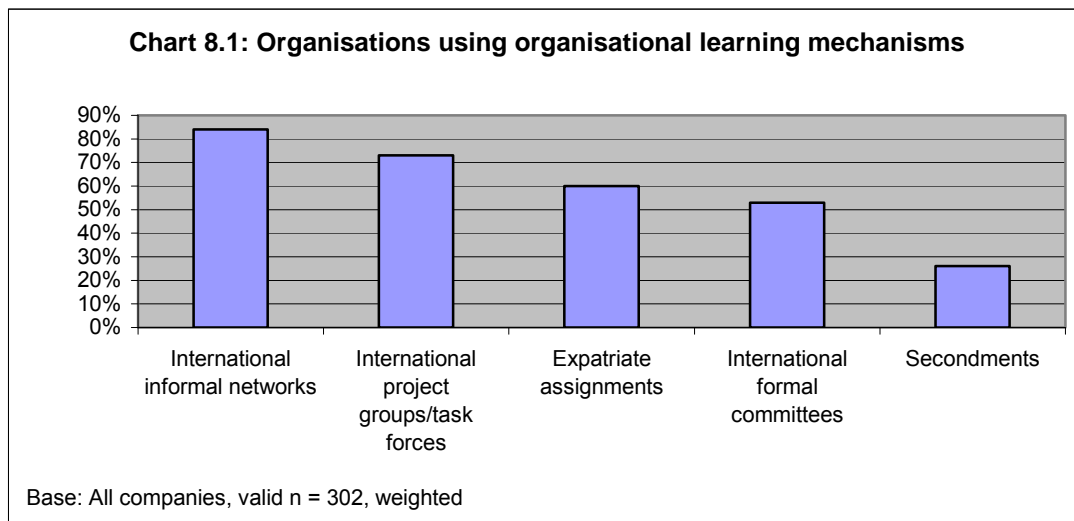 Chart 8.1: Organisations using organisational learning mechanisms
90%
80%
70%
60%
50%
40%
30%
20%
10%
0%
International
informal networks
International
project
groups/task
forces
Expatriate
assignments
International
formal
committees
Secondments
Base: All companies, valid n = 302, weighted